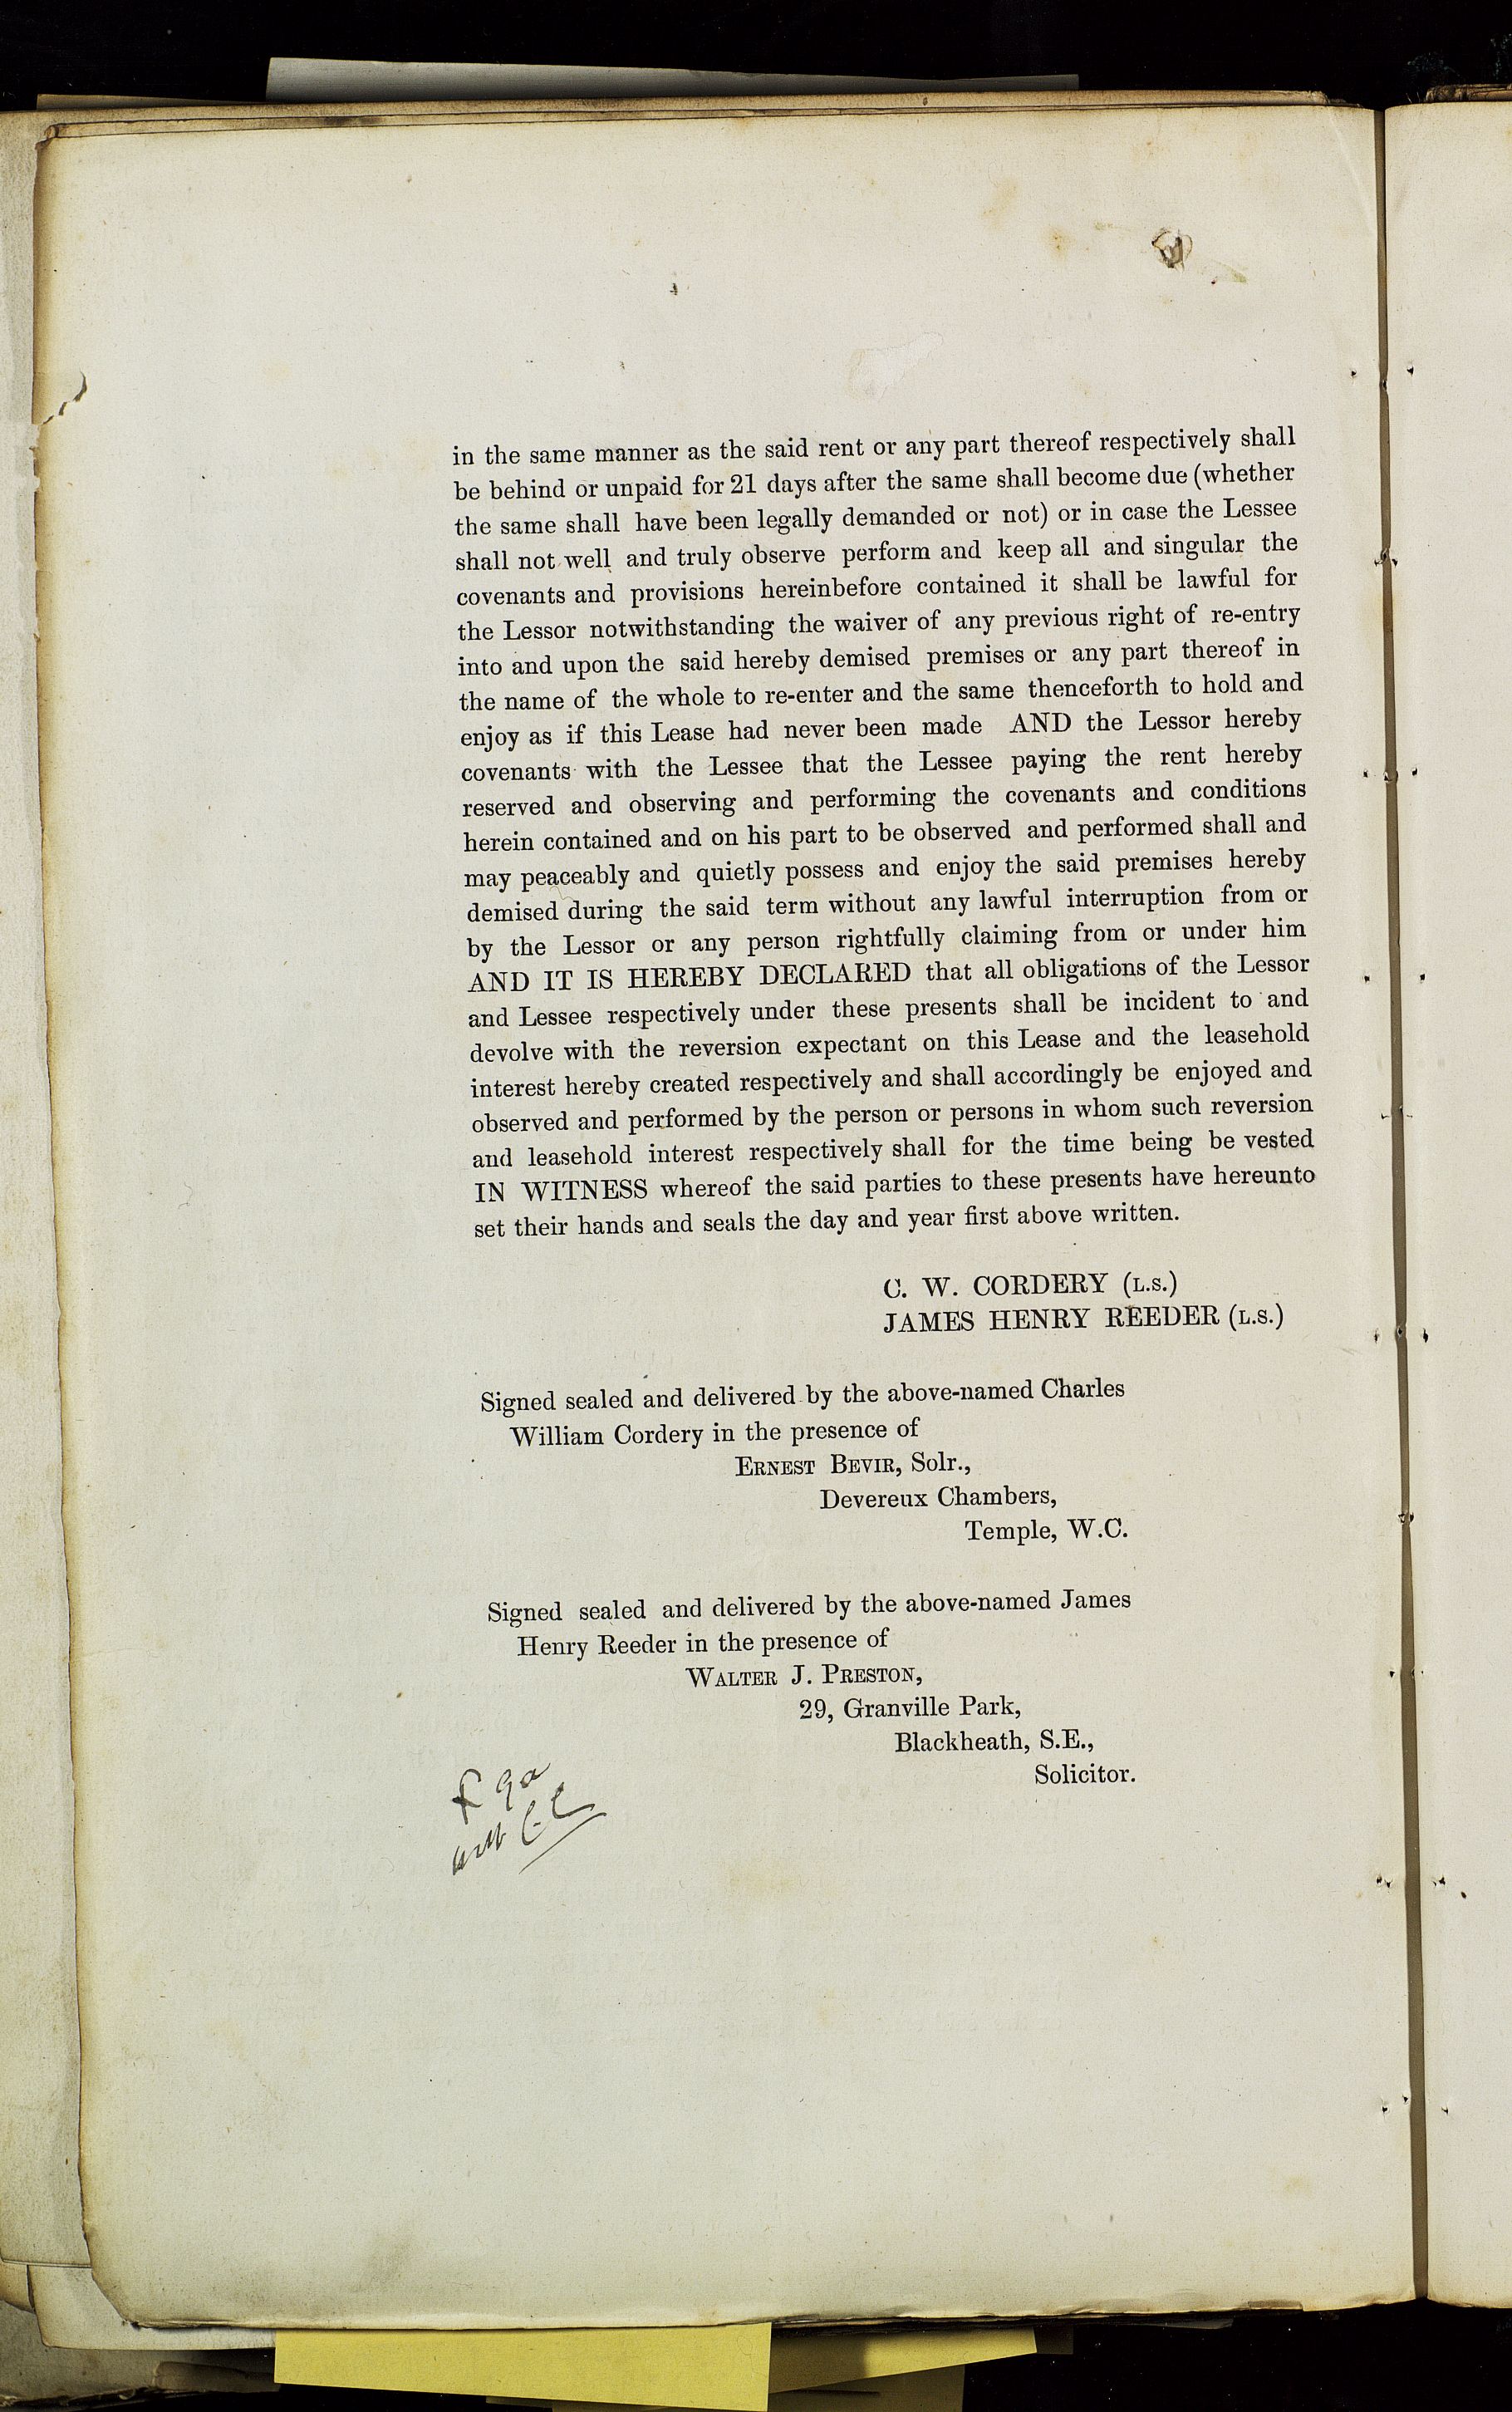 in the same manner as the said rent or any part thereof respectively shall
be behind or unpaid for 21 days after the same shall become due (whether
the same shall have been legally demanded or not) or in case the Lessee
shall not well and truly observe perform and keep all and singular the
covenants and provisions hereinbefore contained it shall be lawful for
the Lessor notwithstanding the waiver of any previous right of re-entry
into and upon the said hereby demised premises or any part thereof in
the name of the whole to re-enter and the same thenceforth to hold and
enjoy as if this Lease had never been made AND the Lessor hereby
covenants with the Lessee that the Lessee paying the rent hereby
reserved and observing and performing the covenants and conditions
herein contained and on his part to be observed and performed shall and
may peaceably and quietly possess and enjoy the said premises hereby
demised during the said term without any lawful interruption from or
by the Lessor or any person rightfully claiming from or under him
AND IT IS HEREBY DECLARED that all obligations of the Lessor
and Lessee respectively under these presents shall be incident to and
devolve with the reversion expectant on this Lease and the leasehold
interest hereby created respectively and shall accordingly be enjoyed and
observed and performed by the person or persons in whom such reversion
and leasehold interest respectively shall for the time being be vested
IN WITNESS whereof the said parties to these presents have hereunto
set their hands and seals the day and year first above written.
C. W. CORDERY (L.S.)
JAMES HENRY REEDER (L.S.)
Signed sealed and delivered by the above-named Charles
William Cordery in the presence of
ERNEST BEVIR, Solr.,
Devereux Chambers,
Temple, W.C.
Signed sealed and delivered by the above-named James
Henry Reeder in the presence of
WALTER J. PRESTON,
29, Granville Park,
Blackheath, S.E.,
Solicitor.